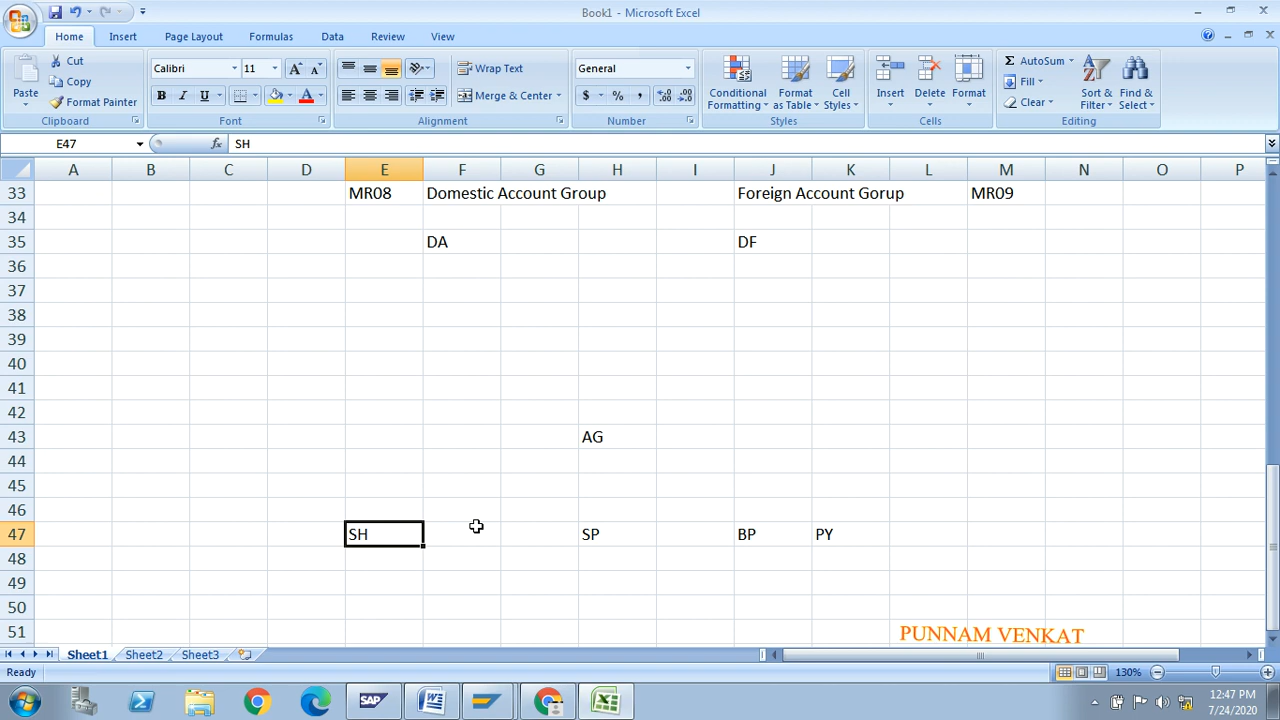 Book1 - Microsoft Excel
Home Insert Page Layout Formulas Data Review View
Paste
Cut
Copy
Format Painter
Clipboard
Calibri 11
B I U
Font
Wrap Text
Merge & Center
Alignment
General
$ % ,
Number
Conditional Formatting
Format as Table
Cell Styles
Styles
Insert Delete Format
Cells
Σ AutoSum
Fill
Clear
Sort & Filter
Find & Select
Editing
E47 fx SH
A B C D E F G H I J K L M N O P
33 MR08 Domestic Account Group Foreign Account Gorup MR09
34
35 DA DF
36
37
38
39
40
41
42
43 AG
44
45
46
47 SH SP BP PY
48
49
50
51
PUNNAM VENKAT
Sheet1 Sheet2 Sheet3
Ready 130%
SAP
12:47 PM
7/24/2020